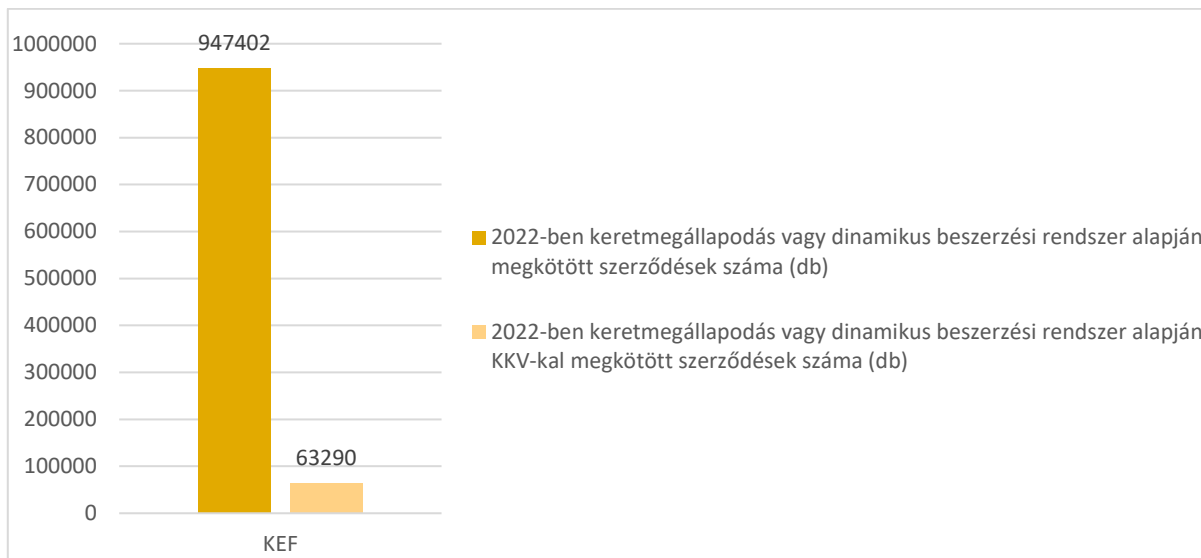 1000000
900000
800000
700000
600000
500000
400000
300000
200000
100000
0
947402
63290
KEF
2022-ben keretmegállapodás vagy dinamikus beszerzési rendszer alapján
megkötött szerződések száma (db)
2022-ben keretmegállapodás vagy dinamikus beszerzési rendszer alapján
KKV-kal megkötött szerződések száma (db)